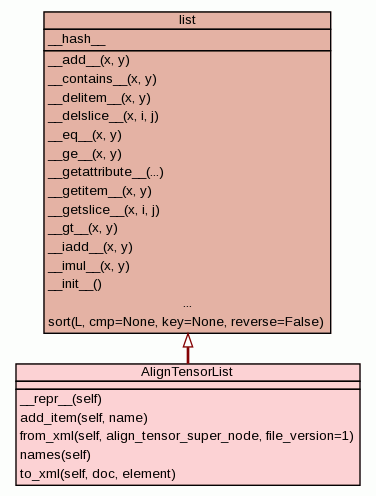 list
__hash__
__add__(x, y)
__contains__(x, y)
__delitem__(x, y)
__delslice__(x, i, j)
__eq__(x, y)
__ge__(x, y)
__getattribute__(...)
__getitem__(x, y)
__getslice__(x, i, j)
__gt__(x, y)
__iadd__(x, y)
__imul__(x, y)
__init__()
...
sort(L, cmp=None, key=None, reverse=False)
AlignTensorList
__repr__(self)
add_item(self, name)
from_xml(self, align_tensor_super_node, file_version=1)
names(self)
to_xml(self, doc, element)